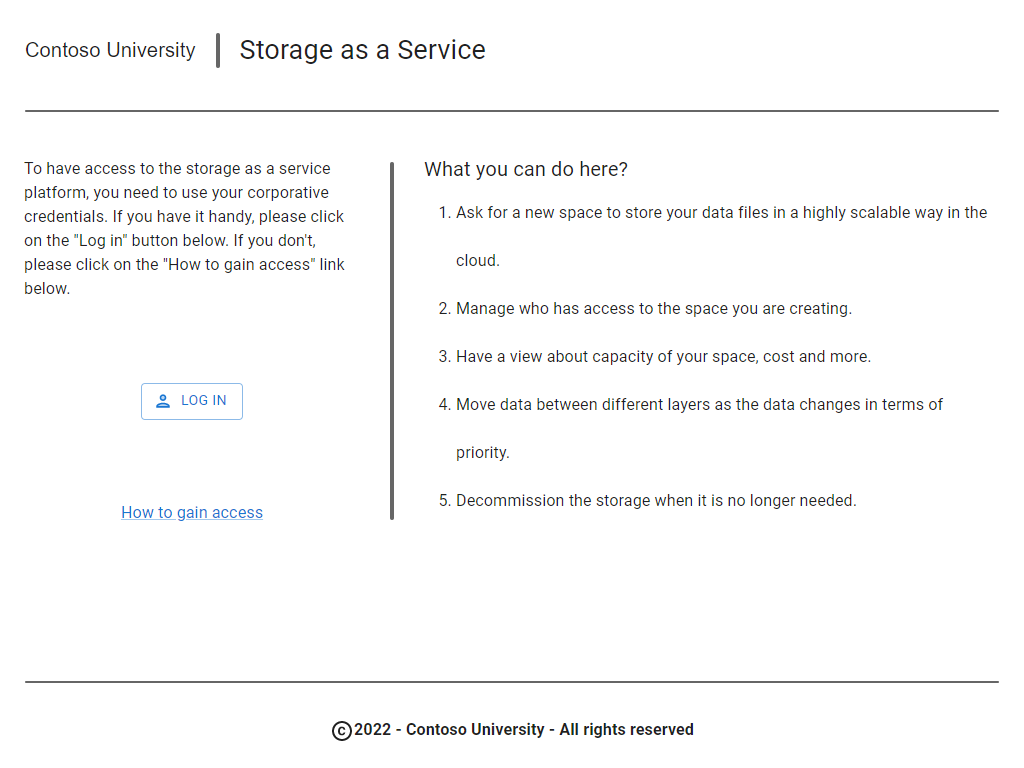 Contoso University
Storage as a Service
To have access to the storage as a service
platform, you need to use your corporative
credentials. If you have it handy, please click
on the "Log in" button below. If you don't,
please click on the "How to gain access" link
below.
LOG IN
How to gain access
What you can do here?
1. Ask for a new space to store your data files in a highly scalable way in the
cloud.
2. Manage who has access to the space you are creating.
3. Have a view about capacity of your space, cost and more.
4. Move data between different layers as the data changes in terms of
priority.
5. Decommission the storage when it is no longer needed.
©2022 - Contoso University - All rights reserved